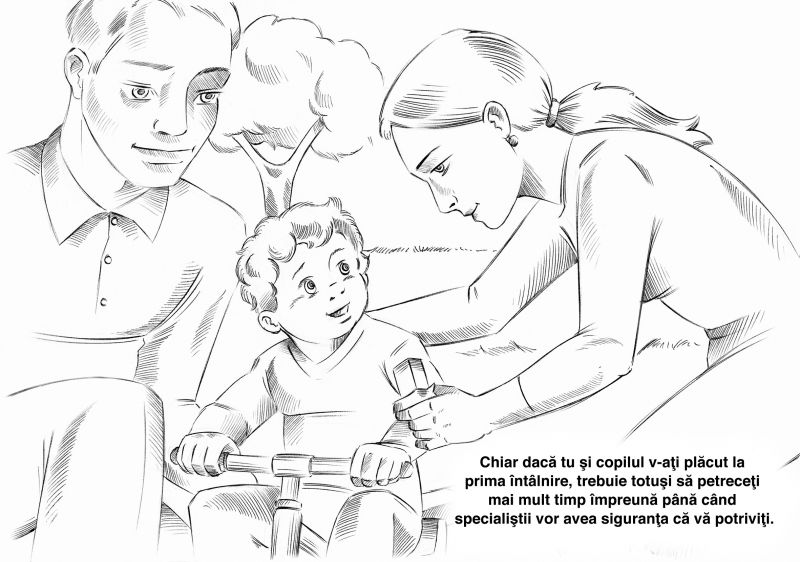 Chiar dacă tu şi copilul v-aţi plăcut la
prima întâlnire, trebuie totuşi să petreceţi
mai mult timp împreună până când
specialiştii vor avea siguranţa că vă potriviţi.